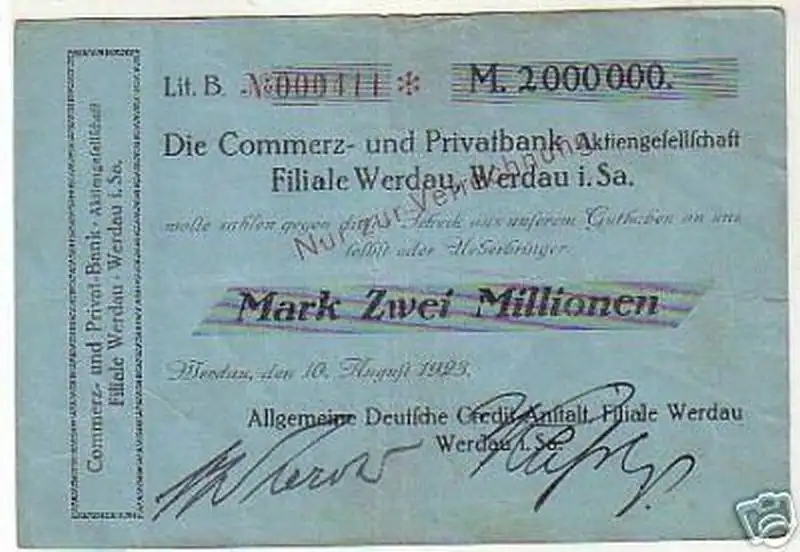 Lit. B. № 000411 * M. 2000000.
Die Commerz- und Privatbank Aktiengesellschaft
Filiale Werdau, Werdau i. Sa.
wolle zahlen gegen diesen Scheck aus unserem Guthaben an uns
selbst oder Ueberbringer
Nur zur Verrechnung
Mark Zwei Millionen
Werdau, den 10. August 1923.
Allgemeine Deutsche Credit-Anstalt, Filiale Werdau
Werdau i. Sa.
Commerz- und Privat-Bank · Aktiengesellschaft
Filiale Werdau · Werdau i. Sa.